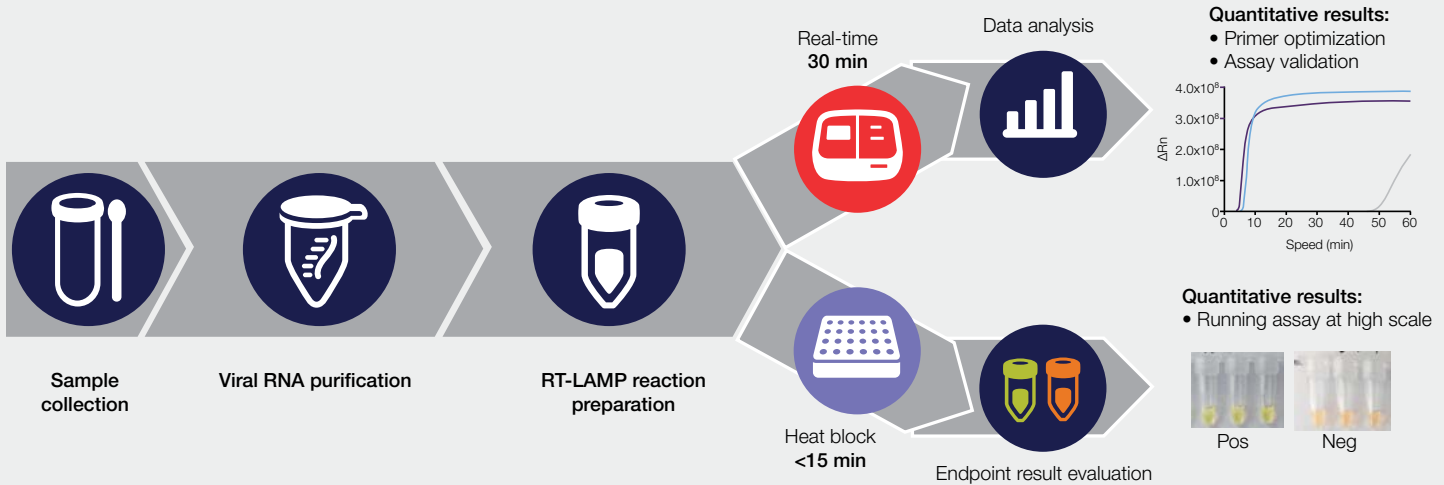 Sample
collection
Viral RNA purification
RT-LAMP reaction
preparation
Real-time
30 min
Data analysis
Quantitative results:
• Primer optimization
• Assay validation
4.0x10⁸
3.0x10⁸
2.0x10⁸
1.0x10⁸
0
ΔRn
0 10 20 30 40 50 60
Speed (min)
Heat block
<15 min
Endpoint result evaluation
Quantitative results:
• Running assay at high scale
Pos
Neg